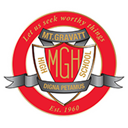 Let us seek worthy things
MT. GRAVATT
HIGH
MGH
SCHOOL
DIGNA PETAMUS
Est. 1960